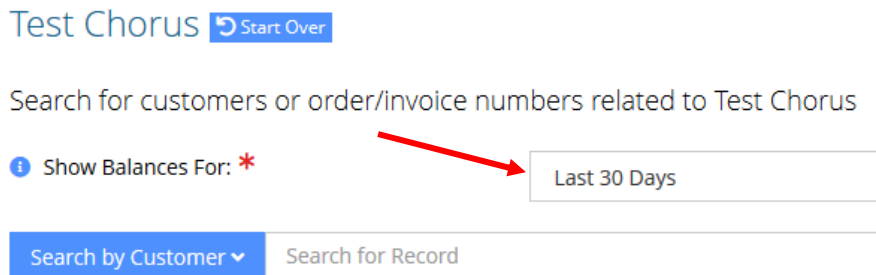 Test Chorus Start Over
Search for customers or order/invoice numbers related to Test Chorus
Show Balances For: * Last 30 Days
Search by Customer Search for Record